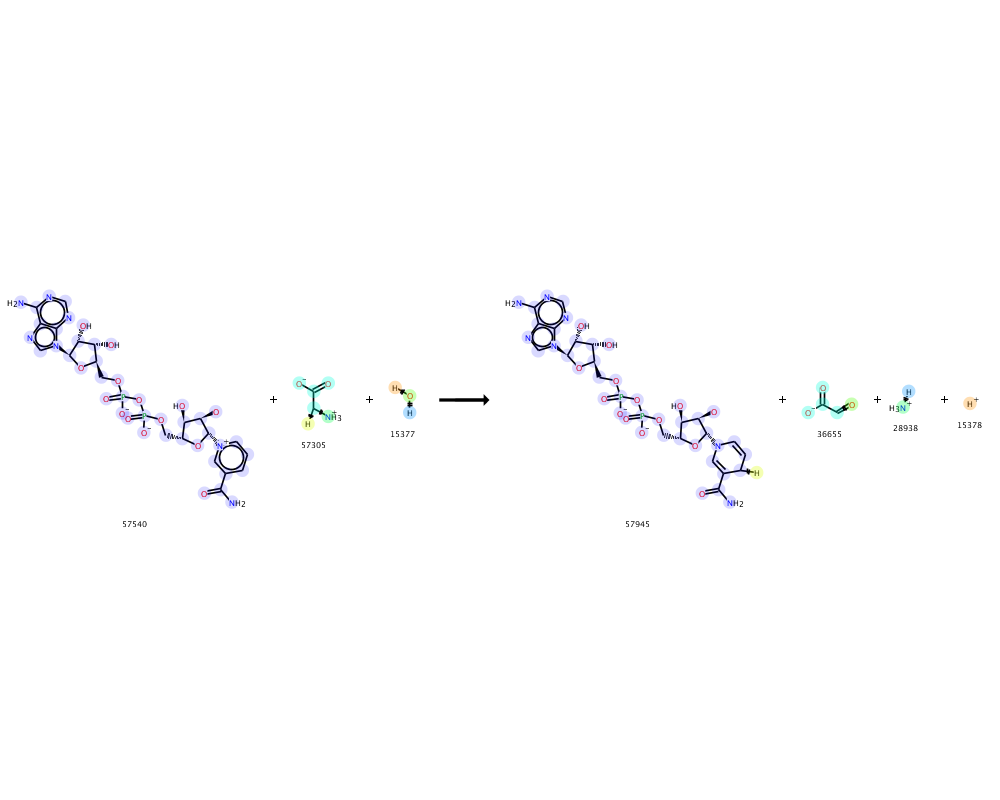 H₂N N N N N OH OH O O O P O O⁻ O P O O⁻ O HO O O N⁺ O NH₂
57540
+
O⁻ O H NH₃⁺
57305
+
H O H
15377
H₂N N N N N OH OH O O O P O O⁻ O P O O⁻ O HO O O N H O NH₂
57945
+
O O⁻ O
36655
+
H H₃N⁺
28938
+
H⁺
15378